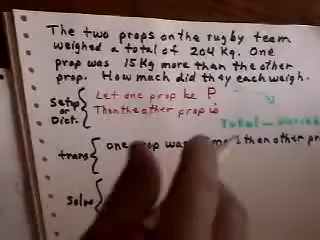 The two props on the rugby team
weighed a total of 204 Kg. One
prop was 15 Kg more than the other
prop. How much did they each weigh.
Setup or Dict. Let one prop be P
Then the other prop is
Total —
trans one prop was more than other
Solve